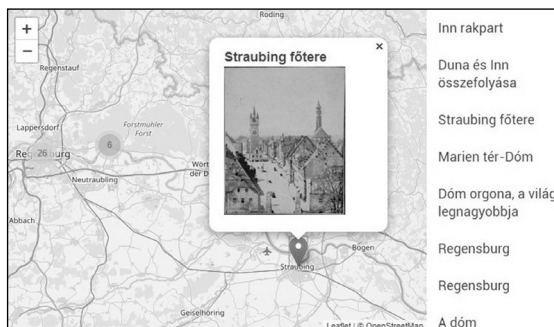 +
−
Roding
Regenstauf
Lappersdorf
Forstmühler
Forst
26
6
Neutraubling
Wört
der D
Abbach
Straubing
Bogen
Geiselhöring
Straubing főtere
×
Leaflet | © OpenStreetMap
Inn rakpart
Duna és Inn
összefolyása
Straubing főtere
Marien tér-Dóm
Dóm orgona, a világ
legnagyobbja
Regensburg
Regensburg
A dóm